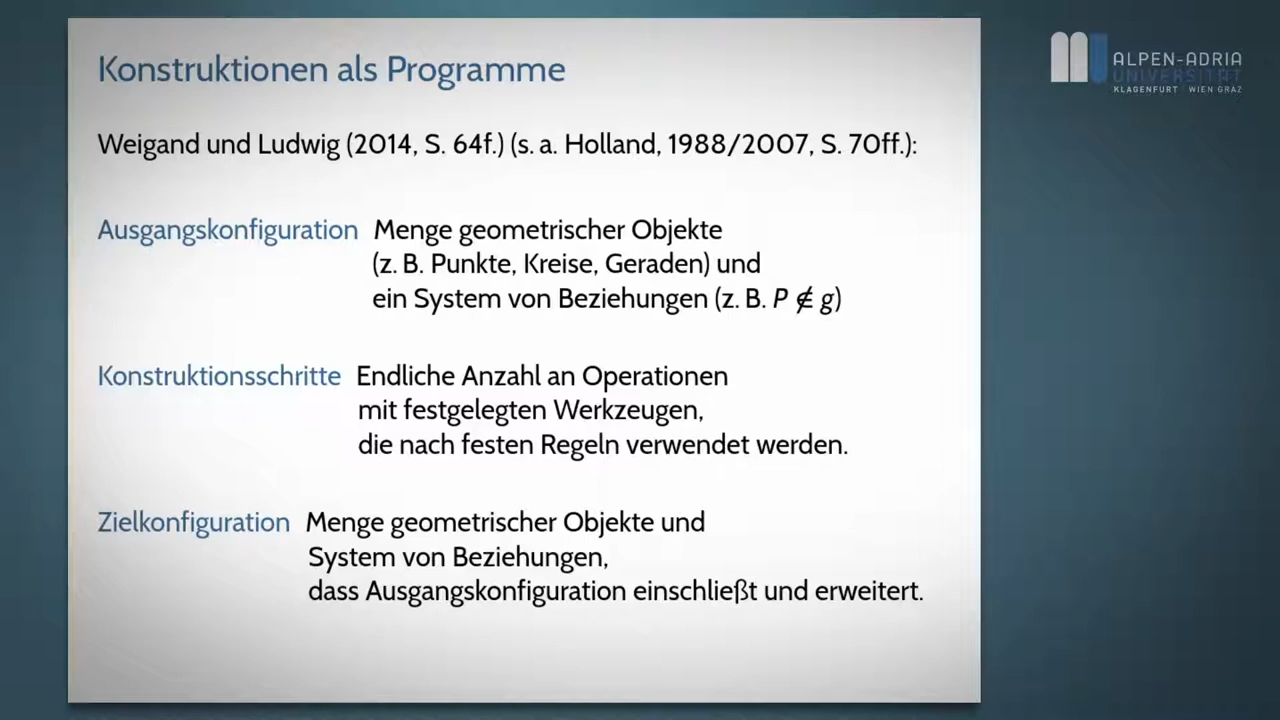 Konstruktionen als Programme
Weigand und Ludwig (2014, S. 64f.) (s. a. Holland, 1988/2007, S. 70ff.):
Ausgangskonfiguration Menge geometrischer Objekte
(z. B. Punkte, Kreise, Geraden) und
ein System von Beziehungen (z. B. P ∉ g)
Konstruktionsschritte Endliche Anzahl an Operationen
mit festgelegten Werkzeugen,
die nach festen Regeln verwendet werden.
Zielkonfiguration Menge geometrischer Objekte und
System von Beziehungen,
dass Ausgangskonfiguration einschließt und erweitert.
ALPEN-ADRIA
UNIVERSITÄT
KLAGENFURT | WIEN GRAZ